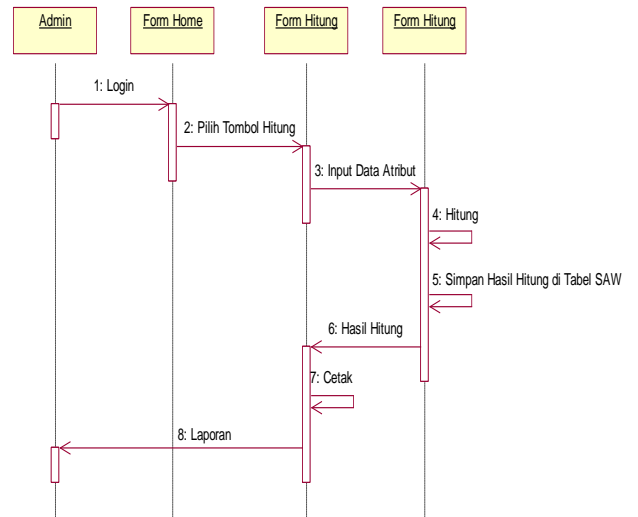 Admin
Form Home
Form Hitung
Form Hitung
1: Login
2: Pilih Tombol Hitung
3: Input Data Atribut
4: Hitung
5: Simpan Hasil Hitung di Tabel SAW
6: Hasil Hitung
7: Cetak
8: Laporan